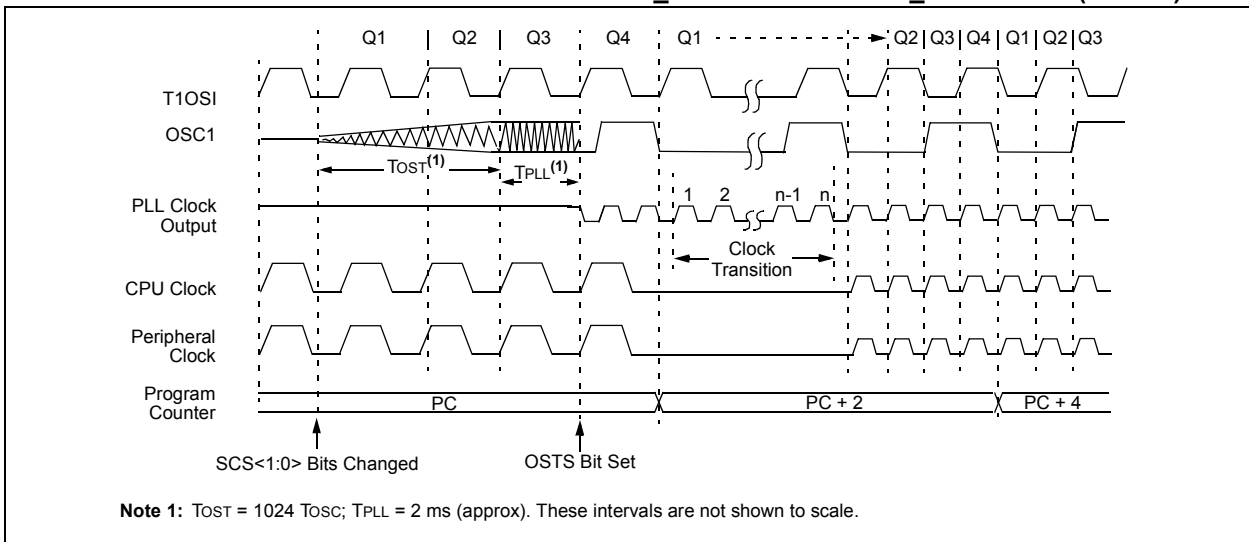 Q1 Q2 Q3 Q4 Q1 Q2 Q3 Q4 Q1 Q2 Q3
T1OSI
OSC1
TOST(1)
TPLL(1)
1 2 n-1 n
PLL Clock
Output
Clock
Transition
CPU Clock
Peripheral
Clock
Program
Counter
PC PC + 2 PC + 4
SCS<1:0> Bits Changed
OSTS Bit Set
Note 1: TOST = 1024 TOSC; TPLL = 2 ms (approx). These intervals are not shown to scale.